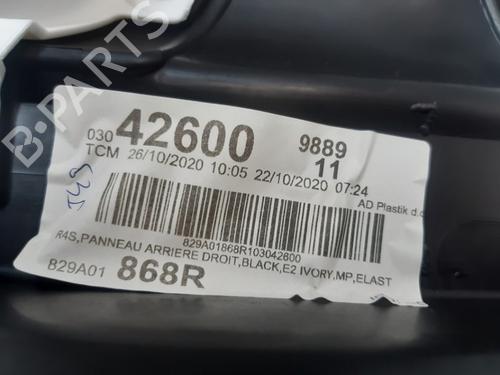 B-PARTS
030 42600 9889
11
TCM 26/10/2020 10:05 22/10/2020 07:24
AD Plastik d.d
829A01868R103042600
R4S,PANNEAU ARRIERE DROIT,BLACK,E2 IVORY,MP,ELAST
829A01 868R